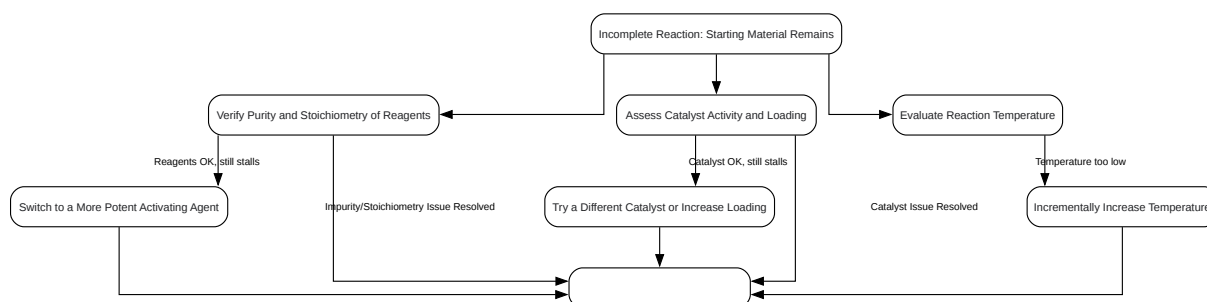 Incomplete Reaction: Starting Material Remains
Verify Purity and Stoichiometry of Reagents
Assess Catalyst Activity and Loading
Evaluate Reaction Temperature
Reagents OK, still stalls
Catalyst OK, still stalls
Temperature too low
Switch to a More Potent Activating Agent
Impurity/Stoichiometry Issue Resolved
Try a Different Catalyst or Increase Loading
Catalyst Issue Resolved
Incrementally Increase Temperature